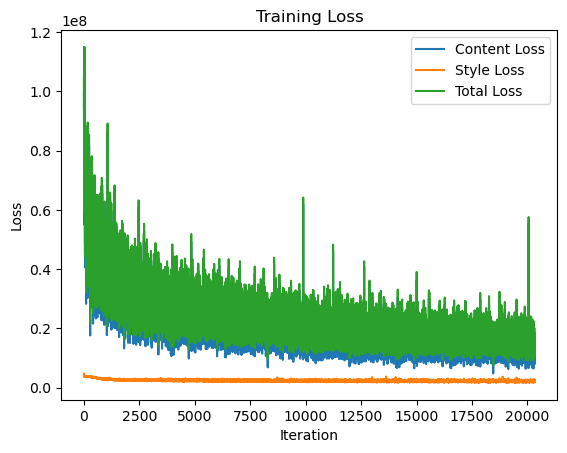 Training Loss
1e8
Content Loss
Style Loss
Total Loss
1.2
1.0
0.8
0.6
0.4
0.2
0.0
Loss
0 2500 5000 7500 10000 12500 15000 17500 20000
Iteration